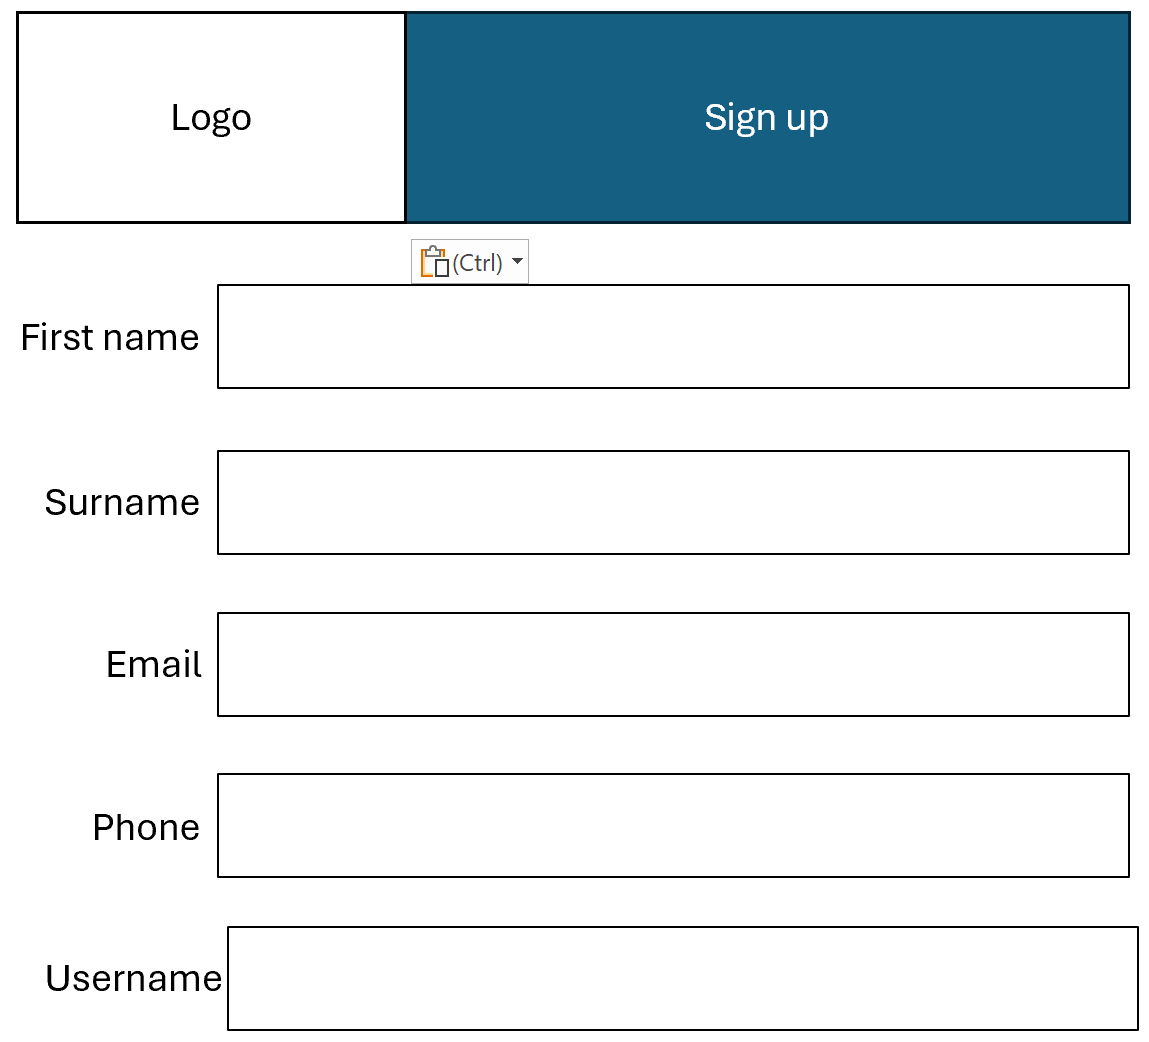 Logo
Sign up
(Ctrl)
First name
Surname
Email
Phone
Username